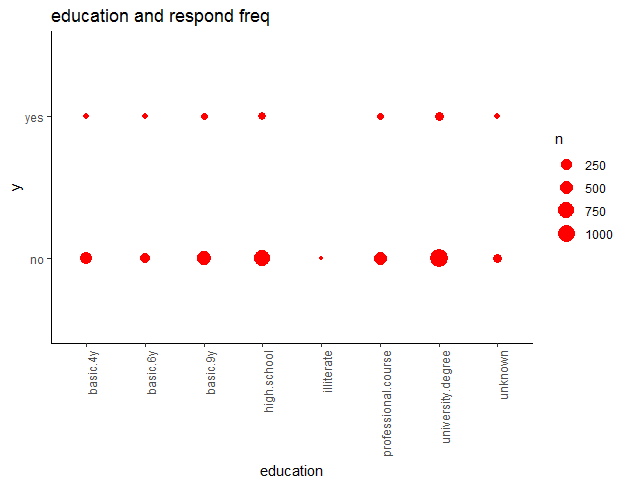 education and respond freq
yes
no
y
basic.4y
basic.6y
basic.9y
high.school
illiterate
professional.course
university.degree
unknown
education
n
250
500
750
1000